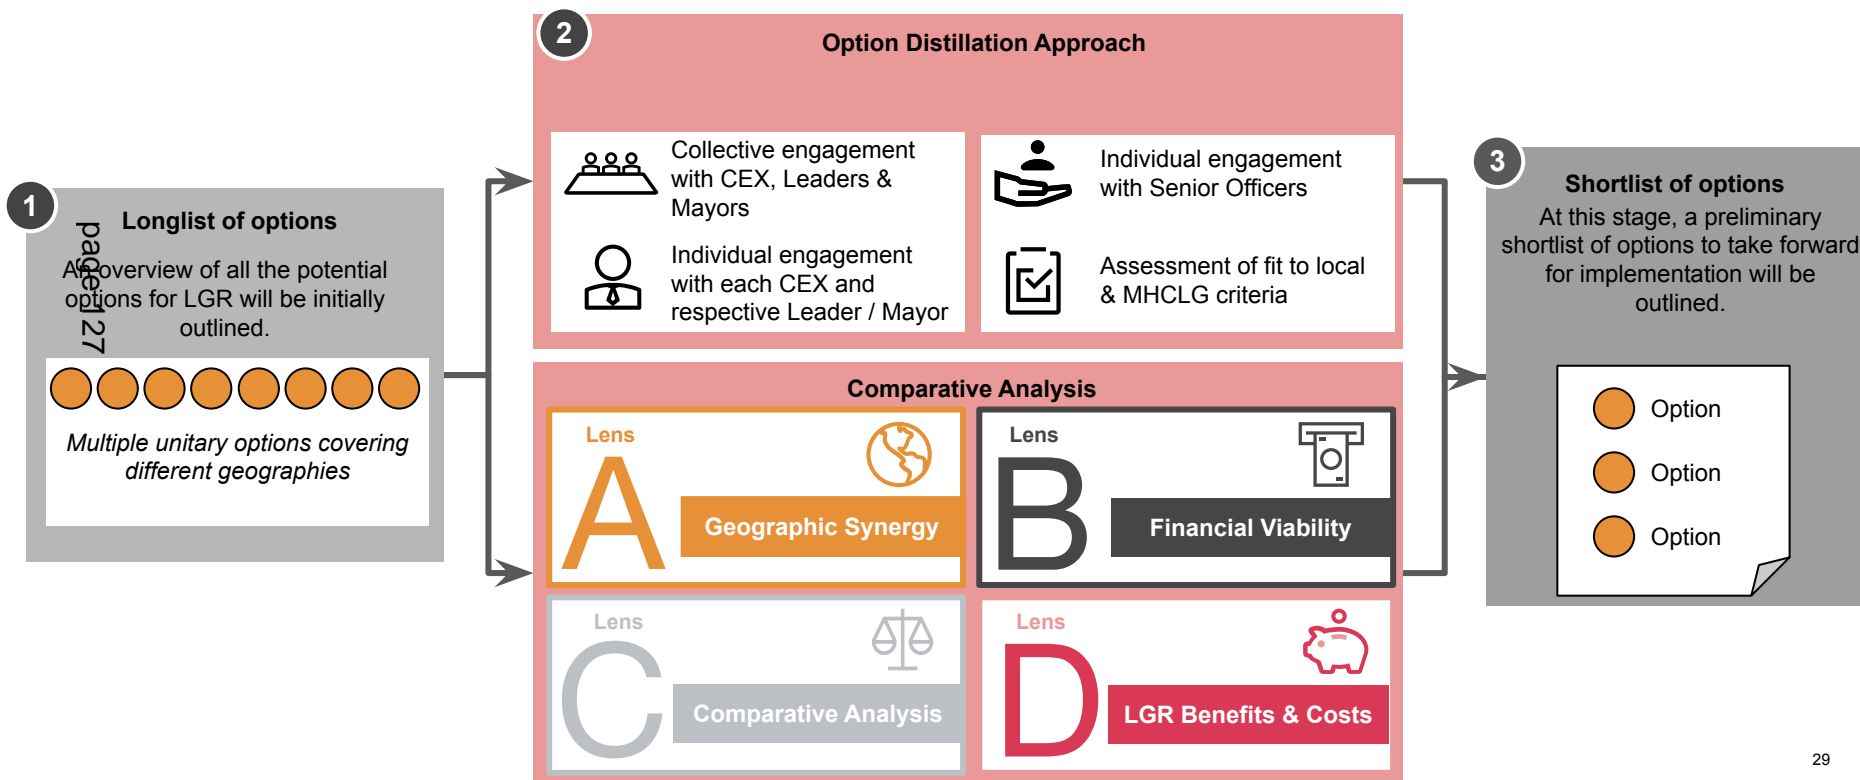 1
Longlist of options
page 127
An overview of all the potential
options for LGR will be initially
outlined.
Multiple unitary options covering
different geographies
2
Option Distillation Approach
Collective engagement
with CEX, Leaders &
Mayors
Individual engagement
with each CEX and
respective Leader / Mayor
Individual engagement
with Senior Officers
Assessment of fit to local
& MHCLG criteria
Comparative Analysis
Lens
A
Geographic Synergy
Lens
B
Financial Viability
Lens
C
Comparative Analysis
Lens
D
LGR Benefits & Costs
3
Shortlist of options
At this stage, a preliminary
shortlist of options to take forward
for implementation will be
outlined.
Option
Option
Option
29